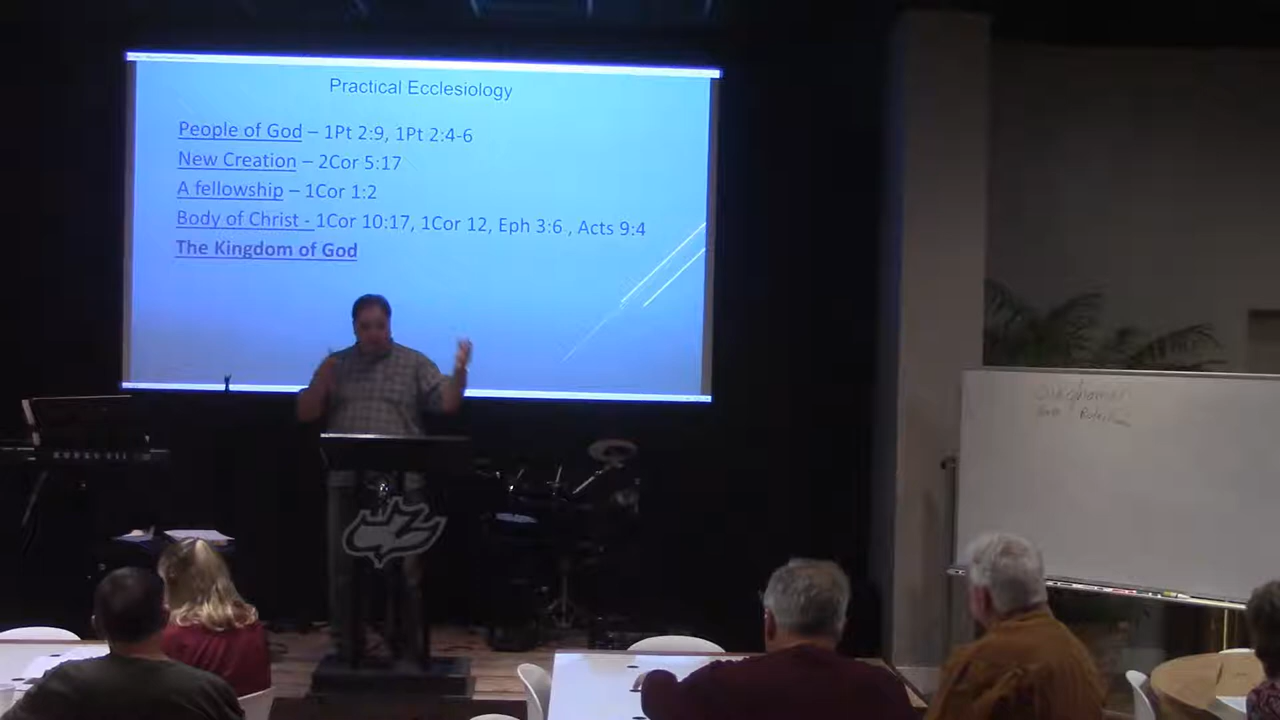 Practical Ecclesiology
People of God – 1Pt 2:9, 1Pt 2:4-6
New Creation – 2Cor 5:17
A fellowship – 1Cor 1:2
Body of Christ - 1Cor 10:17, 1Cor 12, Eph 3:6 , Acts 9:4
The Kingdom of God